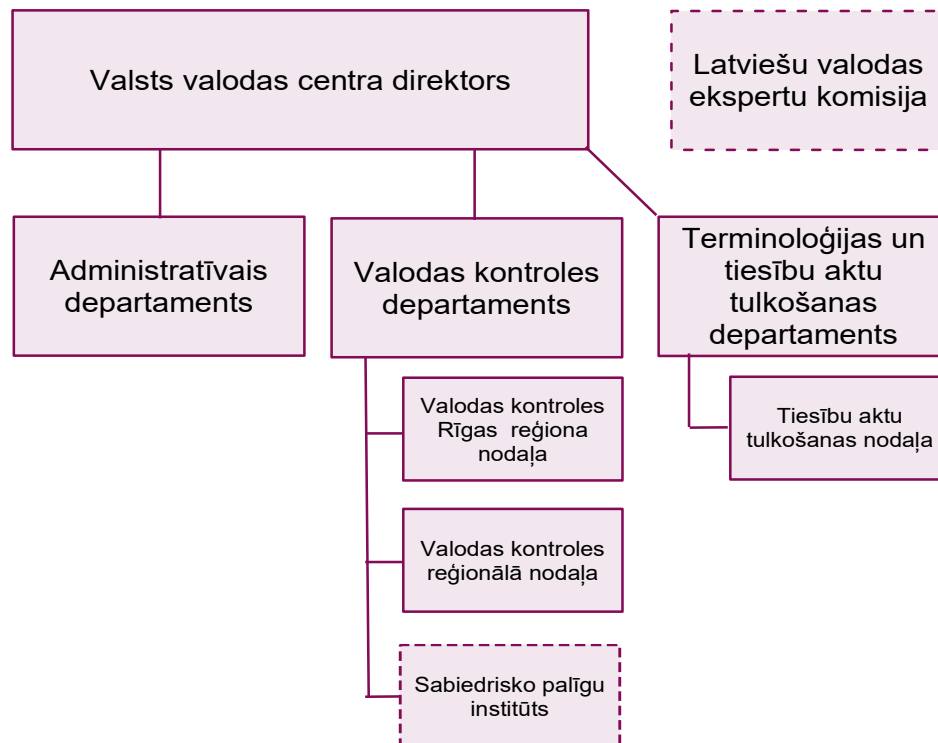 Valsts valodas centra direktors
Latviešu valodas
ekspertu komisija
Administratīvais
departaments
Valodas kontroles
departaments
Terminoloģijas un
tiesību aktu
tulkošanas
departaments
Valodas kontroles
Rīgas reģiona
nodaļa
Tiesību aktu
tulkošanas nodaļa
Valodas kontroles
reģionālā nodaļa
Sabiedrisko palīgu
institūts